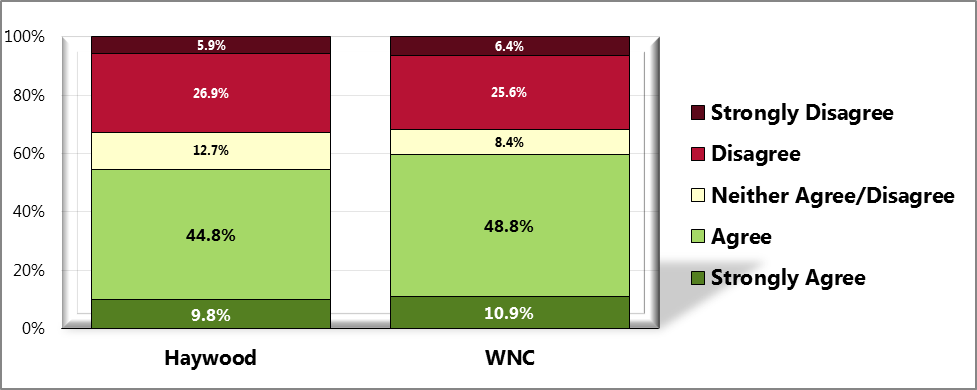 100%
80%
60%
40%
20%
0%
5.9%
26.9%
12.7%
44.8%
9.8%
6.4%
25.6%
8.4%
48.8%
10.9%
Haywood
WNC
Strongly Disagree
Disagree
Neither Agree/Disagree
Agree
Strongly Agree